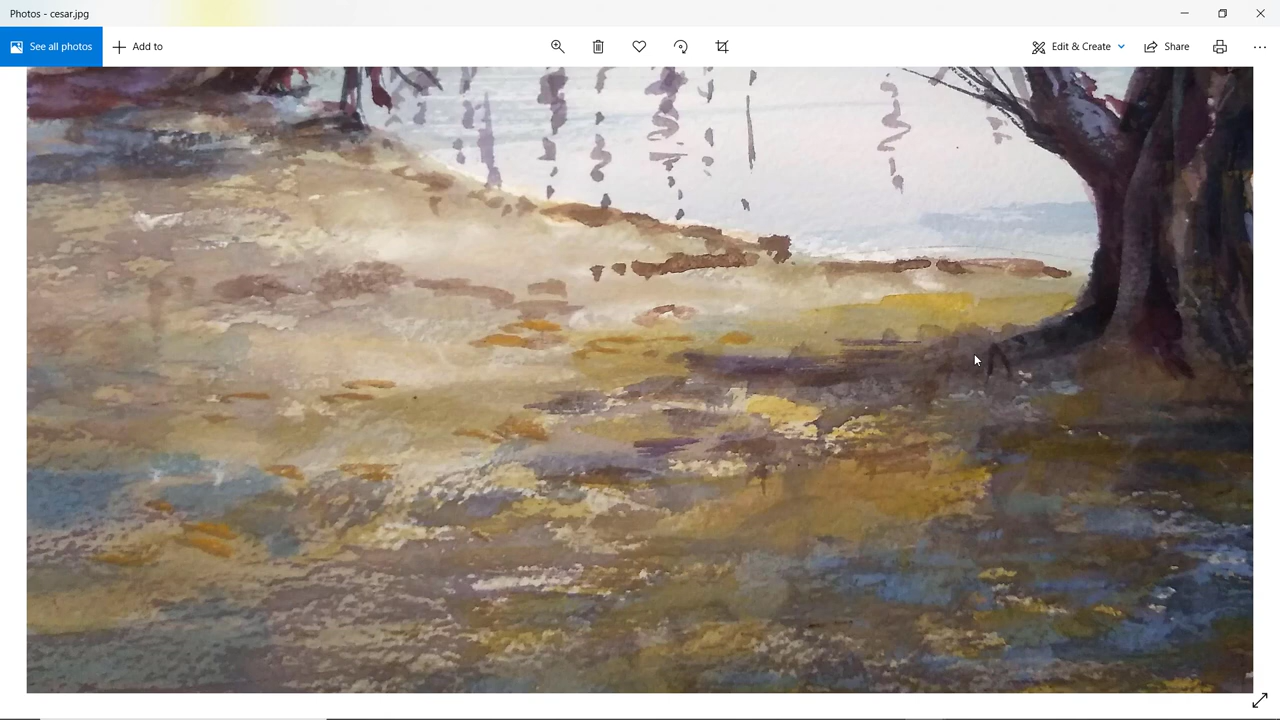 Photos - cesar.jpg
See all photos
Add to
Edit & Create
Share